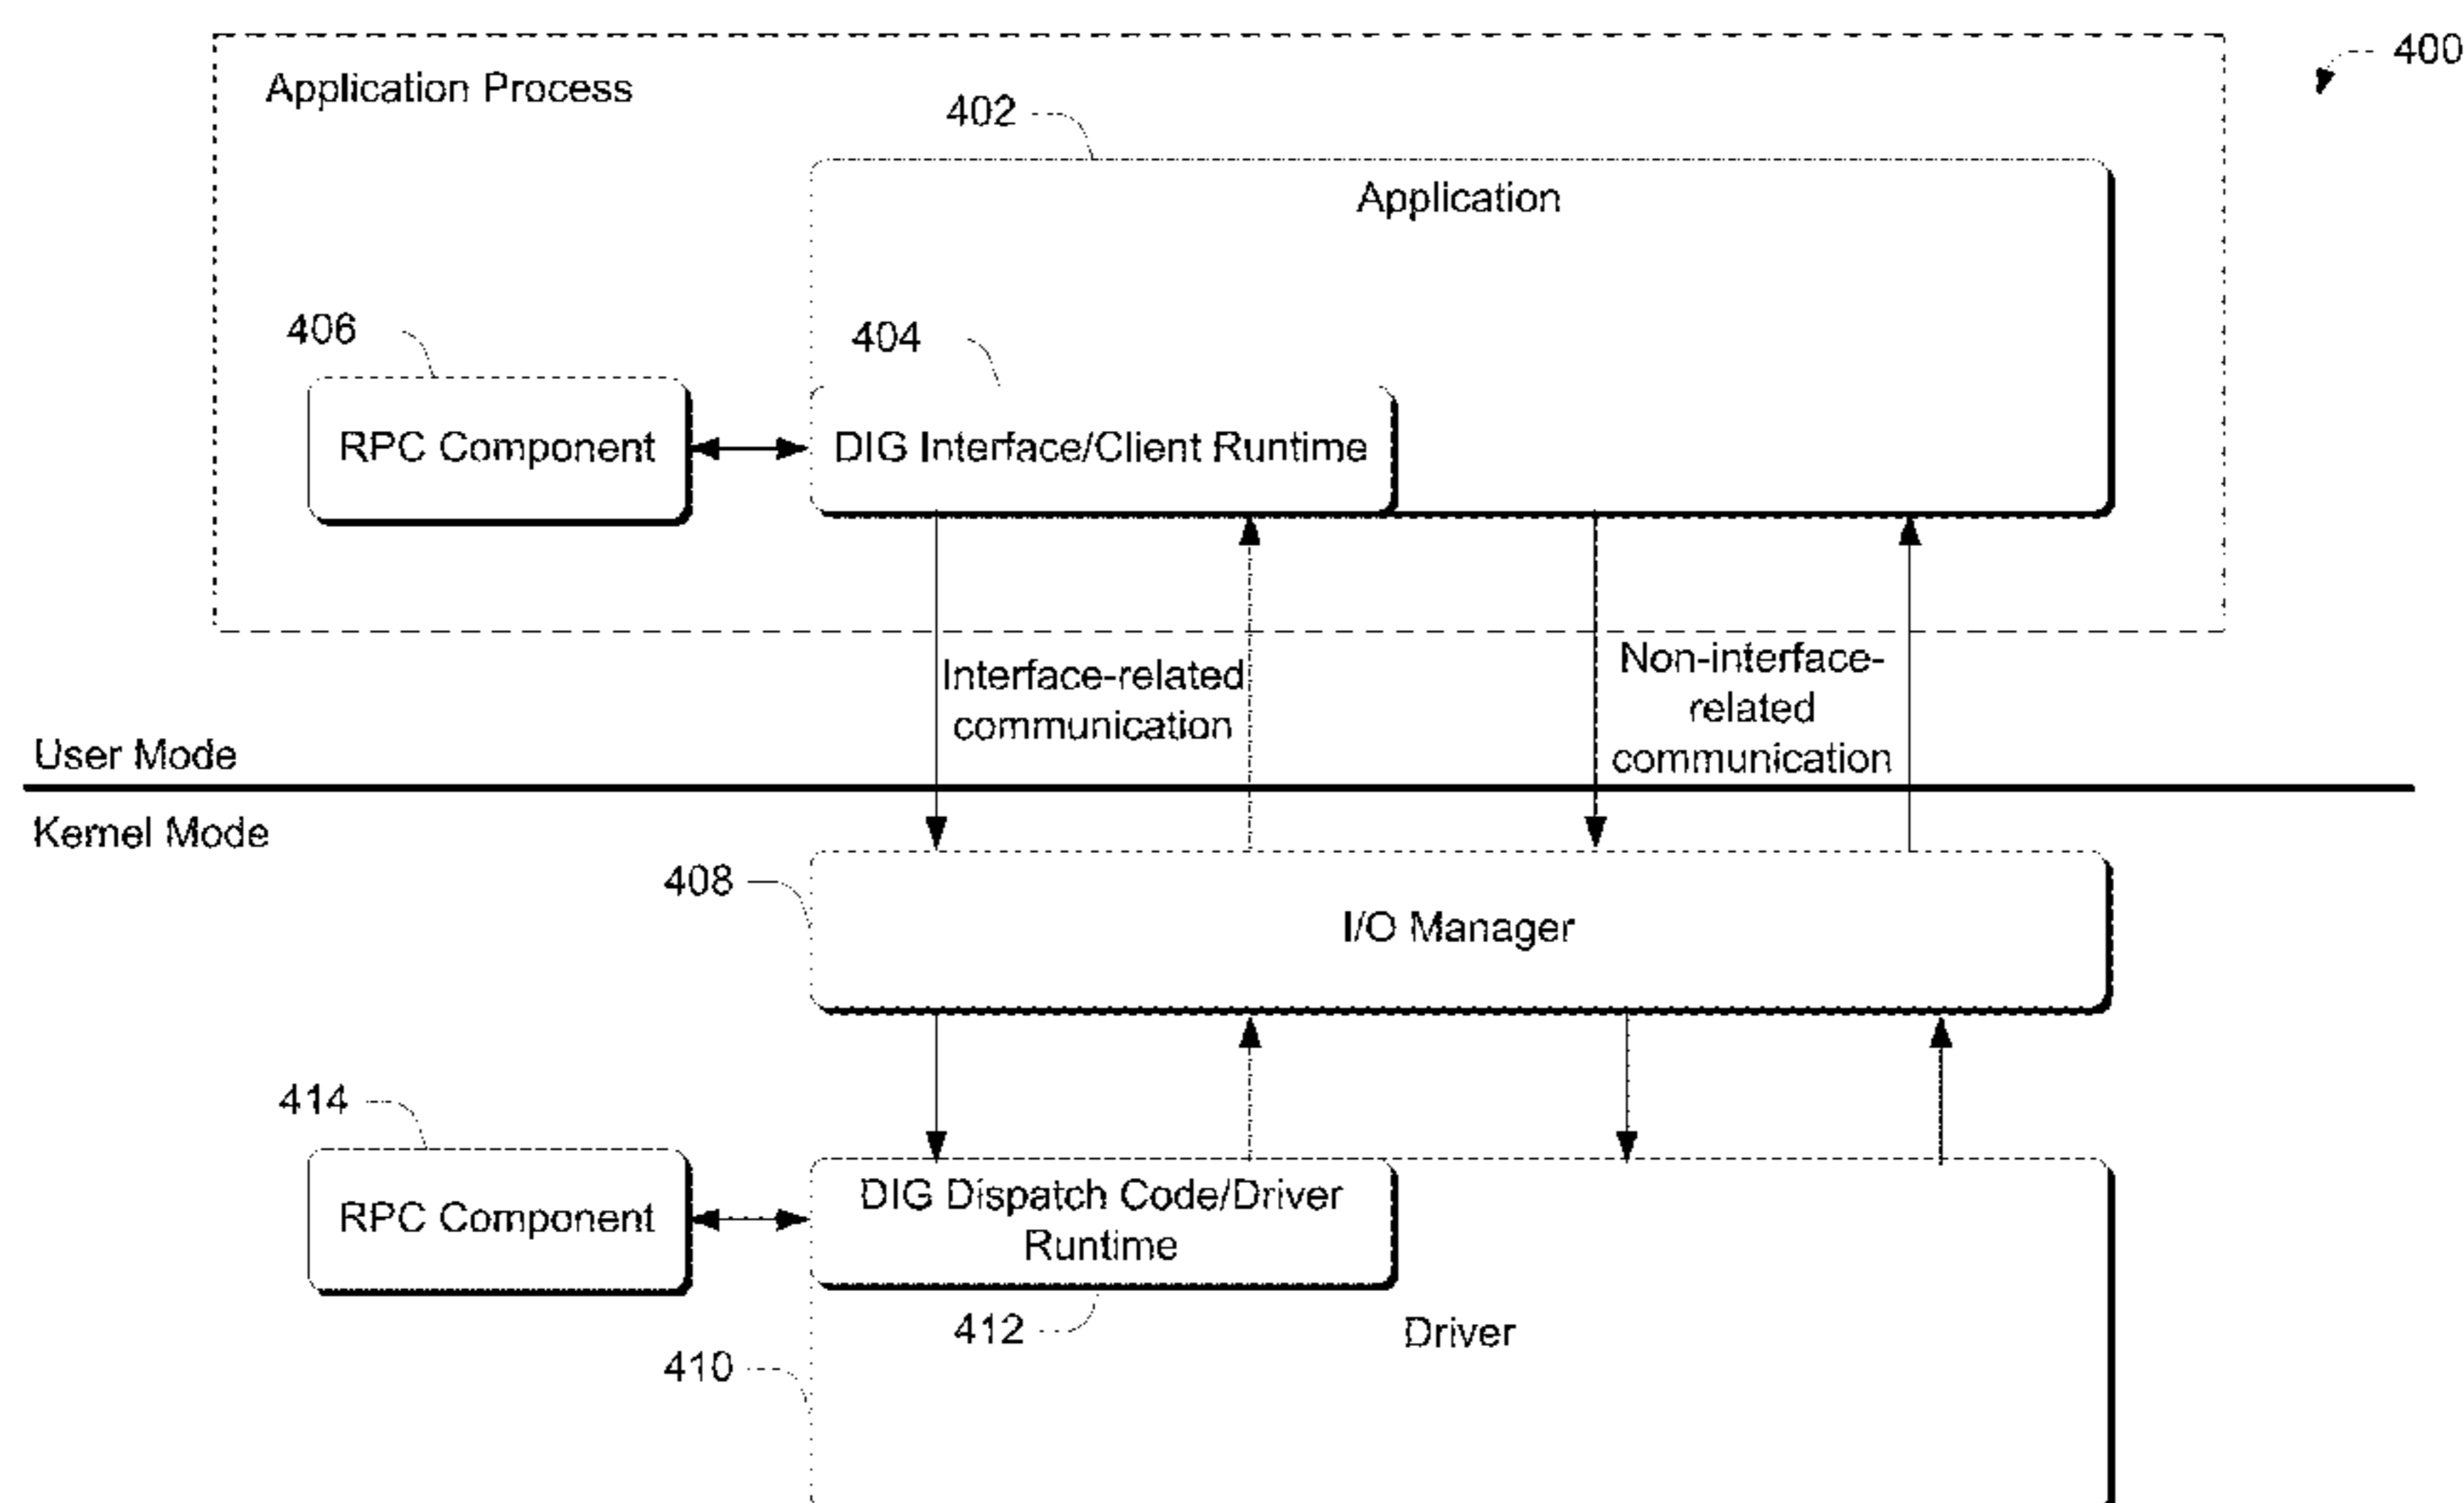 400
Application Process
402
Application
406
404
RPC Component
DIG Interface/Client Runtime
Interface-related
communication
Non-interface-
related
communication
User Mode
Kernel Mode
408
I/O Manager
414
RPC Component
DIG Dispatch Code/Driver
Runtime
412
Driver
410